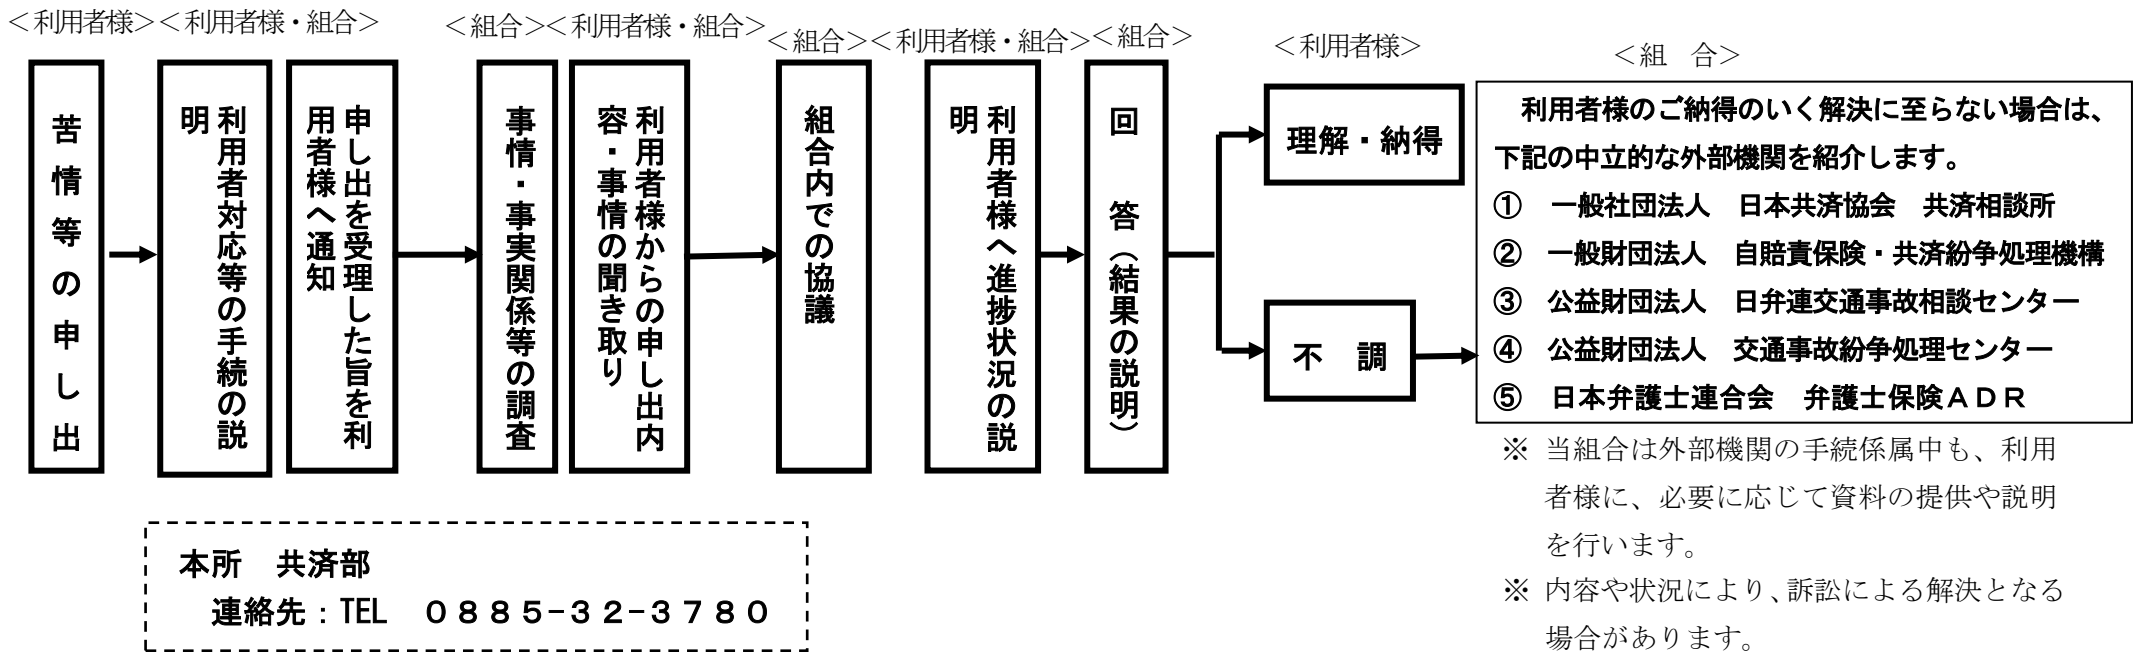 ＜利用者様＞
＜利用者様・組合＞
＜組合＞
＜利用者様・組合＞
＜組合＞
＜利用者様・組合＞
＜組合＞
＜利用者様＞
＜組　合＞
苦情等の申し出
利用者対応等の手続の説
明
申し出を受理した旨を利
用者様へ通知
事情・事実関係等の調査
利用者様からの申し出内
容・事情の聞き取り
組合内での協議
利用者様へ進捗状況の説
明
回　答（結果の説明）
理解・納得
不　調
利用者様のご納得のいく解決に至らない場合は、
下記の中立的な外部機関を紹介します。
①　一般社団法人　日本共済協会　共済相談所
②　一般財団法人　自賠責保険・共済紛争処理機構
③　公益財団法人　日弁連交通事故相談センター
④　公益財団法人　交通事故紛争処理センター
⑤　日本弁護士連合会　弁護士保険ＡＤＲ
※ 当組合は外部機関の手続係属中も、利用
者様に、必要に応じて資料の提供や説明
を行います。
※ 内容や状況により、訴訟による解決となる
場合があります。
本所　共済部
連絡先：TEL　０８８５-３２-３７８０